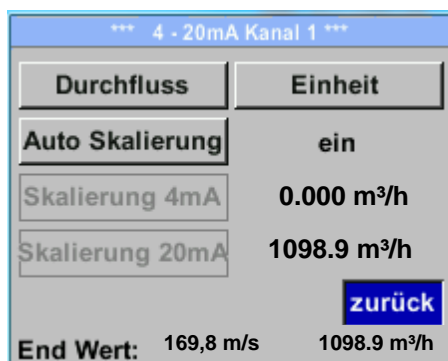 *** 4 - 20mA Kanal 1 ***
Durchfluss Einheit
Auto Skalierung ein
Skalierung 4mA 0.000 m³/h
Skalierung 20mA 1098.9 m³/h
zurück
End Wert: 169,8 m/s 1098.9 m³/h